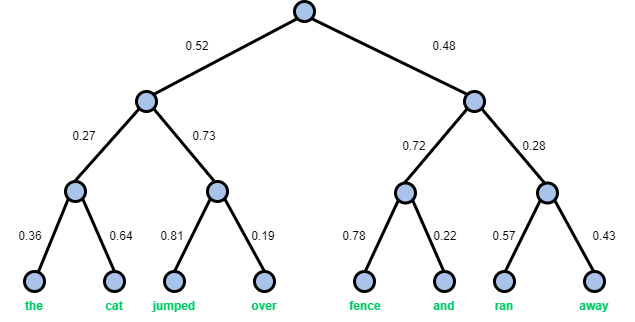 0.52 0.48
0.27 0.73 0.72 0.28
0.36 0.64 0.81 0.19 0.78 0.22 0.57 0.43
the cat jumped over fence and ran away